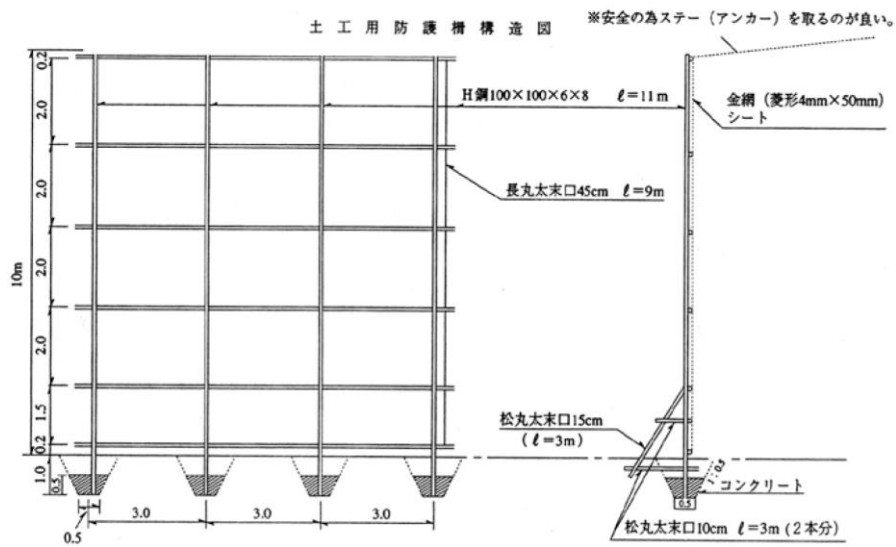 土工用防護柵構造図
※安全の為ステー（アンカー）を取るのが良い。
0.2
2.0
H鋼100×100×6×8 ℓ=11m
金網（菱形4mm×50mm）
シート
2.0
長丸太末口45cm ℓ=9m
2.0
10m
2.0
1.5
松丸太末口15cm
（ℓ=3m）
0.2
1.0
0.5
1:0.5
コンクリート
3.0
3.0
3.0
0.5
0.5
松丸太末口10cm ℓ=3m（2本分）